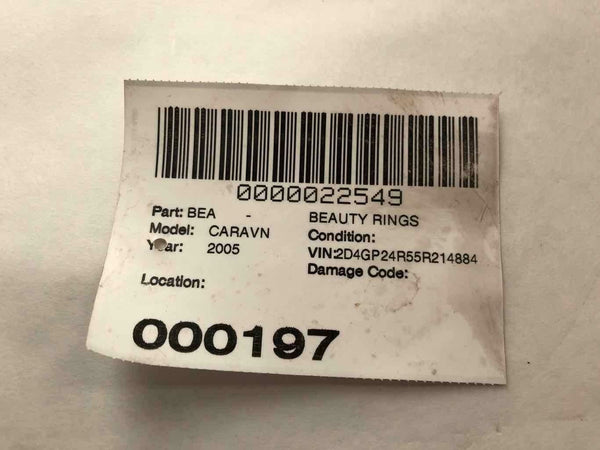 0000022549
Part: BEA - BEAUTY RINGS
Model: CARAVN Condition:
Year: 2005 VIN:2D4GP24R55R214884
Location: Damage Code:
000197